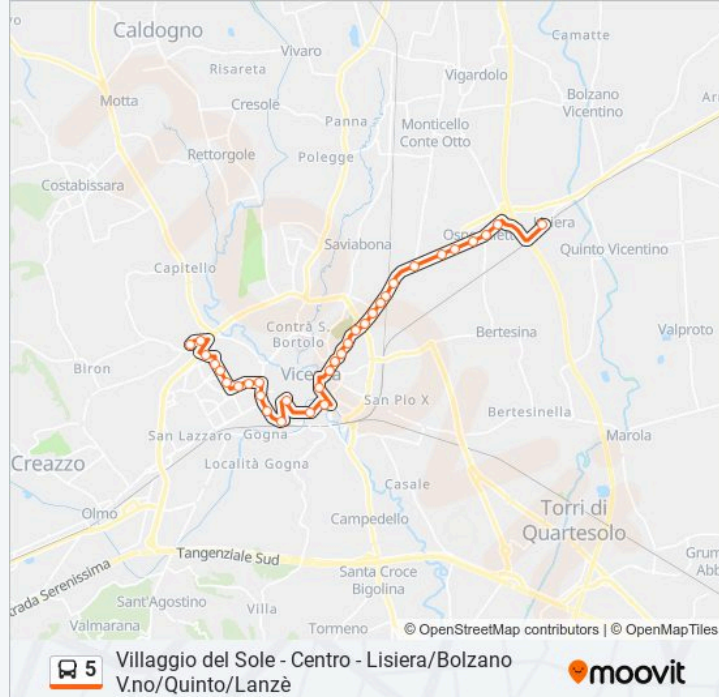 Caldogno
Camatte
Vivaro
Risareta
Vigardolo
Motta
Cresole
Bolzano
Vicentino
Panna
Monticello
Conte Otto
Rettorgole
Polegge
Costabissara
Saviabona
Quinto Vicentino
Capitello
Contrà S.
Bortolo
Bertesina
Valproto
Biron
San Pio X
Bertesinella
San Lazzaro
Gogna
Marola
Creazzo
Località Gogna
Casale
Olmo
Torri di
Quartesolo
Campedello
Tangenziale Sud
Santa Croce
Bigolina
Sant'Agostino
Villa
Valmarana
Tormeno
© OpenStreetMap contributors | © OpenMapTiles
5
Villaggio del Sole - Centro - Lisiera/Bolzano
V.no/Quinto/Lanzè
moovit